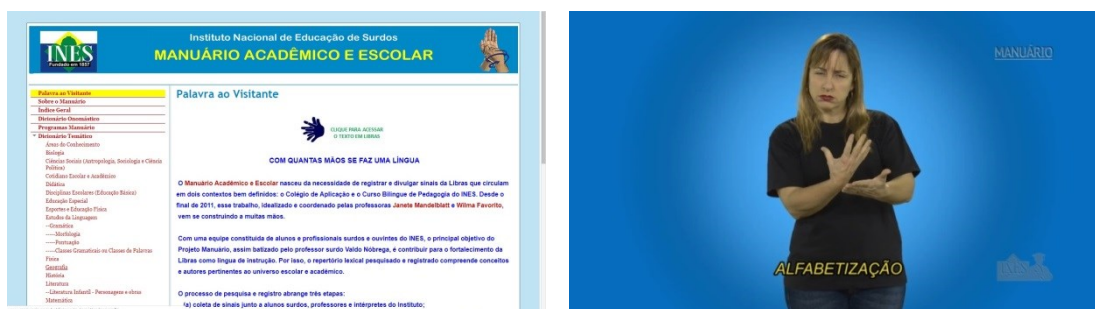 INES
Fundado em 1857
Instituto Nacional de Educação de Surdos
MANUÁRIO ACADÊMICO E ESCOLAR
Palavra ao Visitante
Sobre o Manuário
Índice Geral
Dicionário Onomástico
Programas Manuário
Dicionário Temático
Áreas do Conhecimento
Biologia
Ciências Sociais (Antropologia, Sociologia e Ciência
Política)
Cotidiano Escolar e Acadêmico
Didática
Disciplinas Escolares (Educação Básica)
Educação Especial
Esportes e Educação Física
Estudos da Linguagem
--Gramática
----Morfologia
----Pontuação
----Classes Gramaticais ou Classes de Palavras
Física
Geografia
História
Literatura
--Literatura Infantil - Personagens e obras
Matemática
Palavra ao Visitante
CLIQUE PARA ACESSAR
O TEXTO EM LIBRAS
COM QUANTAS MÃOS SE FAZ UMA LÍNGUA
O Manuário Acadêmico e Escolar nasceu da necessidade de registrar e divulgar sinais da Libras que circulam
em dois contextos bem definidos: o Colégio de Aplicação e o Curso Bilíngue de Pedagogia do INES. Desde o
final de 2011, esse trabalho, idealizado e coordenado pelas professoras Janete Mandelblatt e Wilma Favorito,
vem se construindo a muitas mãos.
Com uma equipe constituída de alunos e profissionais surdos e ouvintes do INES, o principal objetivo do
Projeto Manuário, assim batizado pelo professor surdo Valdo Nóbrega, é contribuir para o fortalecimento da
Libras como língua de instrução. Por isso, o repertório lexical pesquisado e registrado compreende conceitos
e autores pertinentes ao universo escolar e acadêmico.
O processo de pesquisa e registro abrange três etapas:
a) coleta de sinais junto a alunos surdos, professores e intérpretes do Instituto;
MANUÁRIO
ALFABETIZAÇÃO
INES